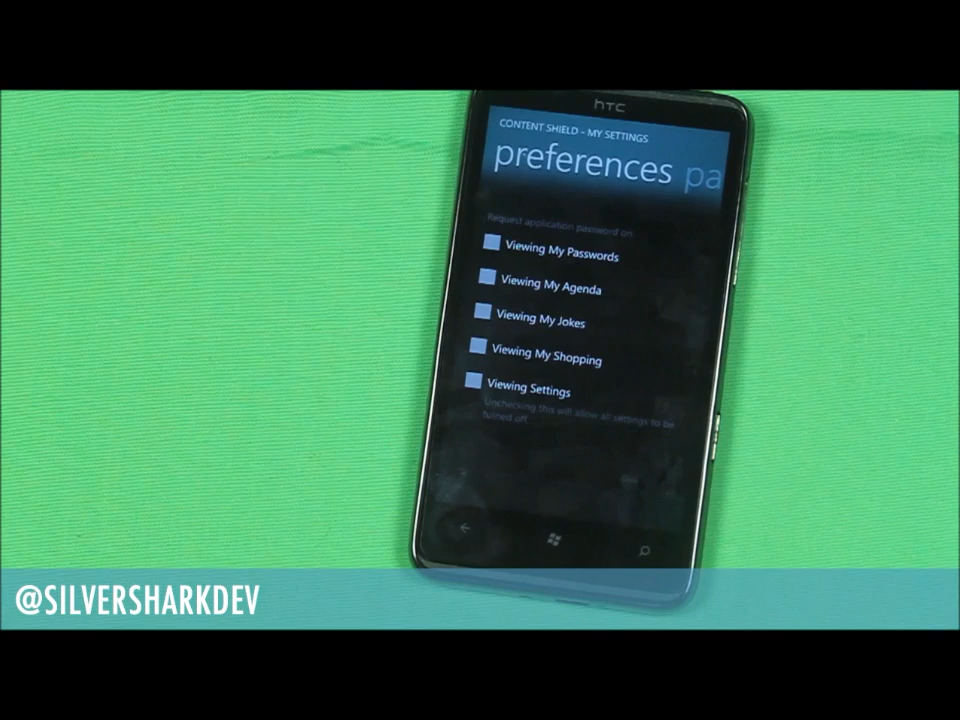 hTC
CONTENT SHIELD - MY SETTINGS
preferences pa
Request application password on
Viewing My Passwords
Viewing My Agenda
Viewing My Jokes
Viewing My Shopping
Viewing Settings
Unchecking this will allow all settings to be
turned off
@SILVERSHARKDEV